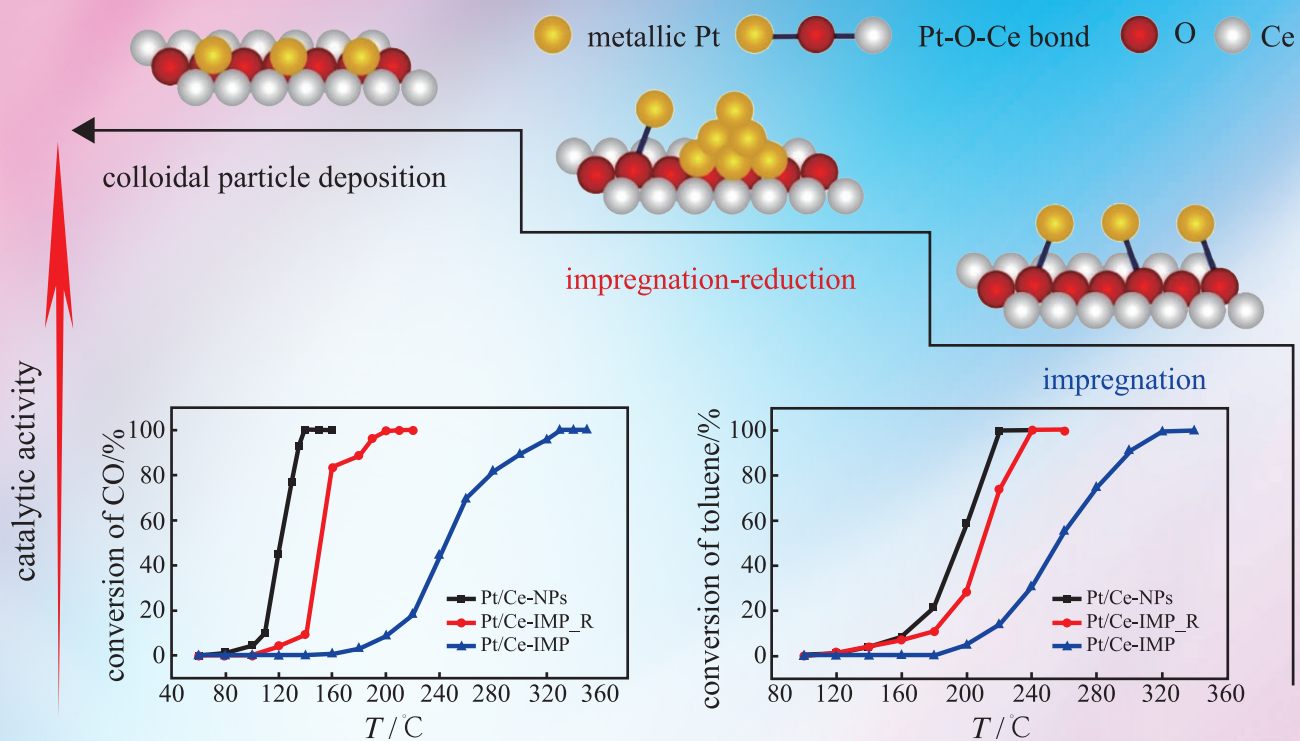 metallic Pt
Pt-O-Ce bond
O
Ce
colloidal particle deposition
impregnation-reduction
impregnation
catalytic activity
conversion of CO/%
100
80
60
40
20
0
Pt/Ce-NPs
Pt/Ce-IMP_R
Pt/Ce-IMP
40 80 120 160 200 240 280 320 360
T / ℃
conversion of toluene/%
100
80
60
40
20
0
Pt/Ce-NPs
Pt/Ce-IMP_R
Pt/Ce-IMP
80 120 160 200 240 280 320 360
T / ℃